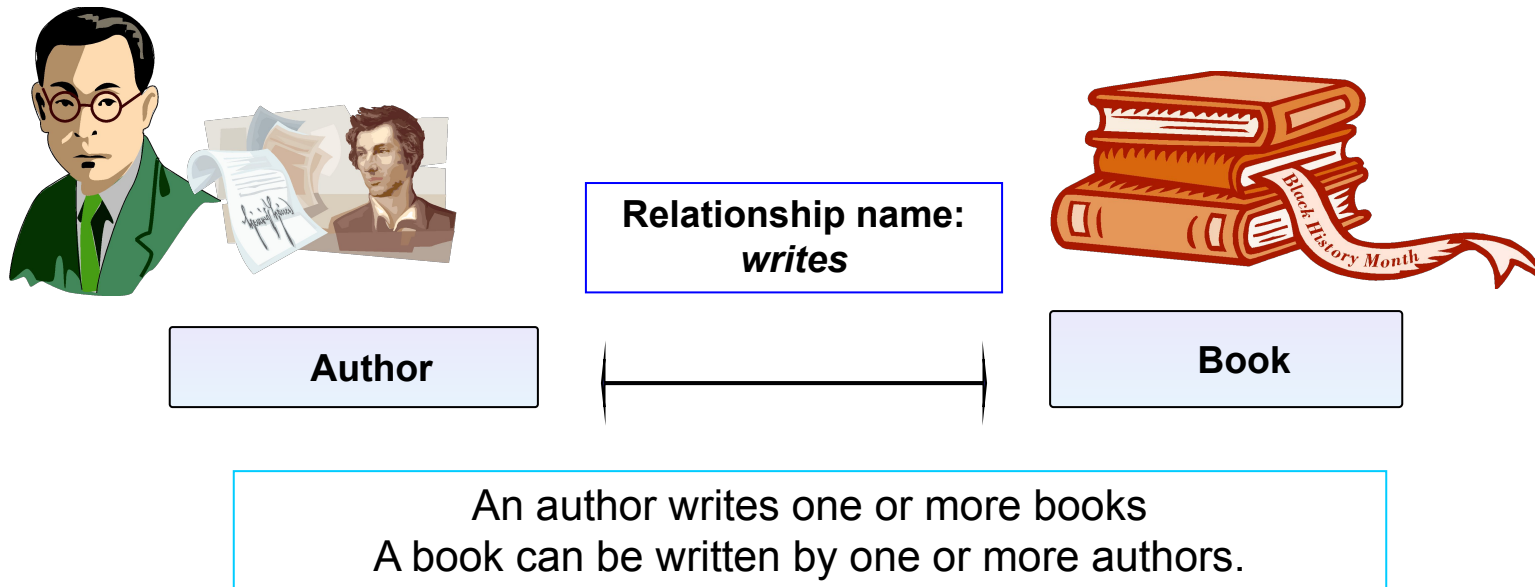 Relationship name:
writes
Black History Month
Author
Book
An author writes one or more books
A book can be written by one or more authors.